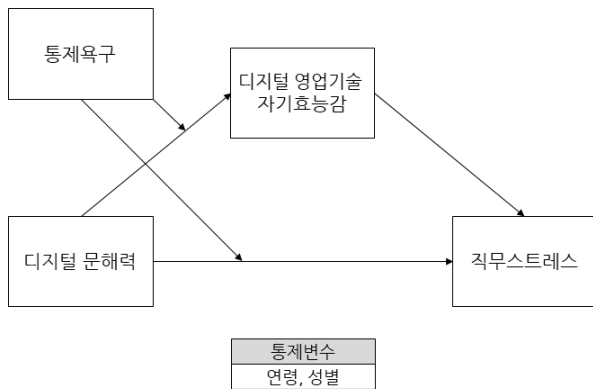 통제욕구
디지털 영업기술
자기효능감
디지털 문해력
직무스트레스
통제변수
연령, 성별